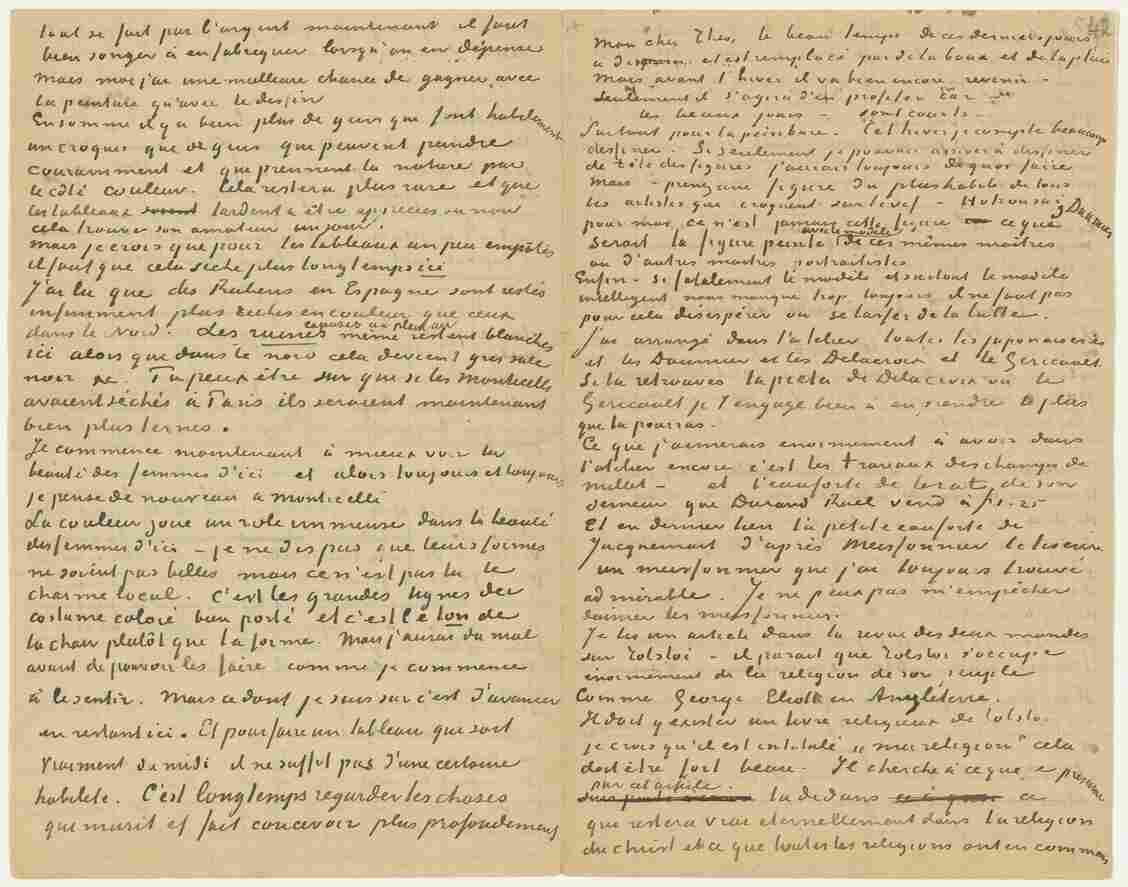 tout se fait par l'argent maintenant il faut
bien songer à en fabriquer lorsqu'on en dépense
mais moi j'ai une meilleure chance de gagner avec
la peinture qu'avec le dessin
En somme il y a bien plus de gens qui font habilement
un croquis que de gens qui peuvent peindre
couramment et qui prennent la nature par
le côté couleur. Cela restera plus rare et que
les tableaux tardent à être appreciés ou non
cela trouve son amateur un jour.
mais je crois que pour les tableaux un peu empâtés
il faut que cela sèche plus longtemps ici
J'ai lu que des Rubens en Espagne sont restés
infiniment plus riches en couleur que ceux
dans le Nord. Les ruines exposées au plein air même restent blanches
ici alors que dans le nord cela devient gris sale
noir &c. Tu peux être sur que si les Monticelli
avaient séchés à Paris ils seraient maintenant
bien plus ternes.
Je commence maintenant à mieux voir la
beauté des femmes d'ici et alors toujours et toujours
je pense de nouveau à Monticelli
La couleur joue un role immense dans la beauté
des femmes d'ici – je ne dis pas que leurs formes
ne soient pas belles mais ce n'est pas là le
charme local. C'est les grandes lignes du
costume coloré bien porté et c'est le ton de
la chair plutôt que la forme. Mais j'aurai du mal
avant de pouvoir les faire comme je commence
à le sentir. Mais ce dont je suis sur c'est d'avancer
en restant ici. Et pour faire un tableau qui soit
vraiment du midi il ne suffit pas d'une certaine
habileté. C'est longtemps regarder les choses
qui murit et fait concevoir plus profondement
542
Mon cher Theo, le beau temps de ces derniers jours
a disparu et est remplacé par de la boue et de la pluie
mais avant l'hiver il va bien encore revenir –
Seulement il s'agira d'en profiter car
les beaux jours – sont courts –
Surtout pour la peinture. Cet hiver je compte beaucoup
dessiner. Si seulement je pouvais arriver à dessiner
de tête des figures j'aurais toujours de quoi faire
mais – prenz une figure du plus habile de tous
les artistes qui croquent sur le vif – Hokousaï, Daumier
pour moi, ce n'est jamais cette figure ce que
serait la figure peinte avec le modèle de ces mêmes maîtres
ou d'autres maitres portraitistes
Enfin – si fatalement le modèle et surtout le modèle
intelligent nous manque trop toujours il ne faut pas
pour cela désespérer ou se lasser de la lutte.
J'ai arrangé dans l'atelier toutes les japonaiseries
et les Daumier et les Delacroix et le Gericault.
Si tu retrouves la pietà de Delacroix ou le
Gericault je t'engage bien à en prendre le plus
que tu pourras –
Ce que j'aimerais enormement à avoir dans
l'atelier encore c'est les travaux des champs de
Millet – et l'eauforte de Lerat de son
semeur que Durand Ruel vend à fr 1.25
Et en dernier lieu la petite eauforte de
Jacquemart d'après Meissonnier le liseur.
un meissonnier que j'ai toujours trouvé
admirable. Je ne peux pas m'empêcher
daimer les meissonnier.
Je lis un article dans la revue des deux mondes
sur Tolstoï – il parait que Tolstoï s'occupe
énormement de la religion de son peuple
Comme George Eliott en Angleterre.
Il doit y exister un livre religieux de Tolstoï
je crois qu'il est intitulé „ma religion" cela
doit être fort beau. Il cherche à ce que je presume
par cet article.
là dedans ce
qui restera vrai eternellement dans la religion
du Christ et ce que toutes les religions ont en commun